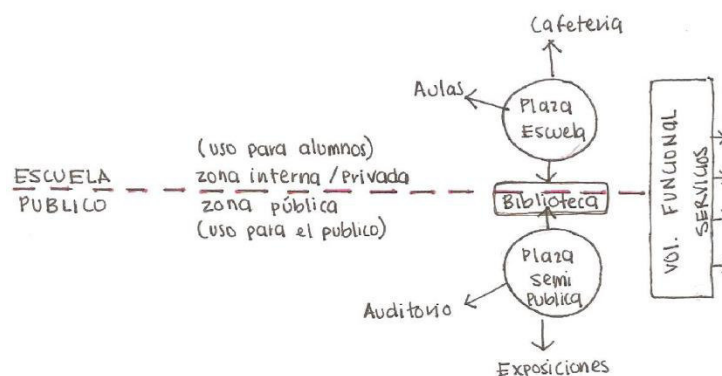 Cafeteria
Aulas
Plaza
Escuela
(uso para alumnos)
zona interna / Privada
ESCUELA
PUBLICO
zona pública
(uso para el publico)
Biblioteca
Plaza
semi
Publica
Auditorio
Exposiciones
VOl. FUNCIONAL
SERVICIOS